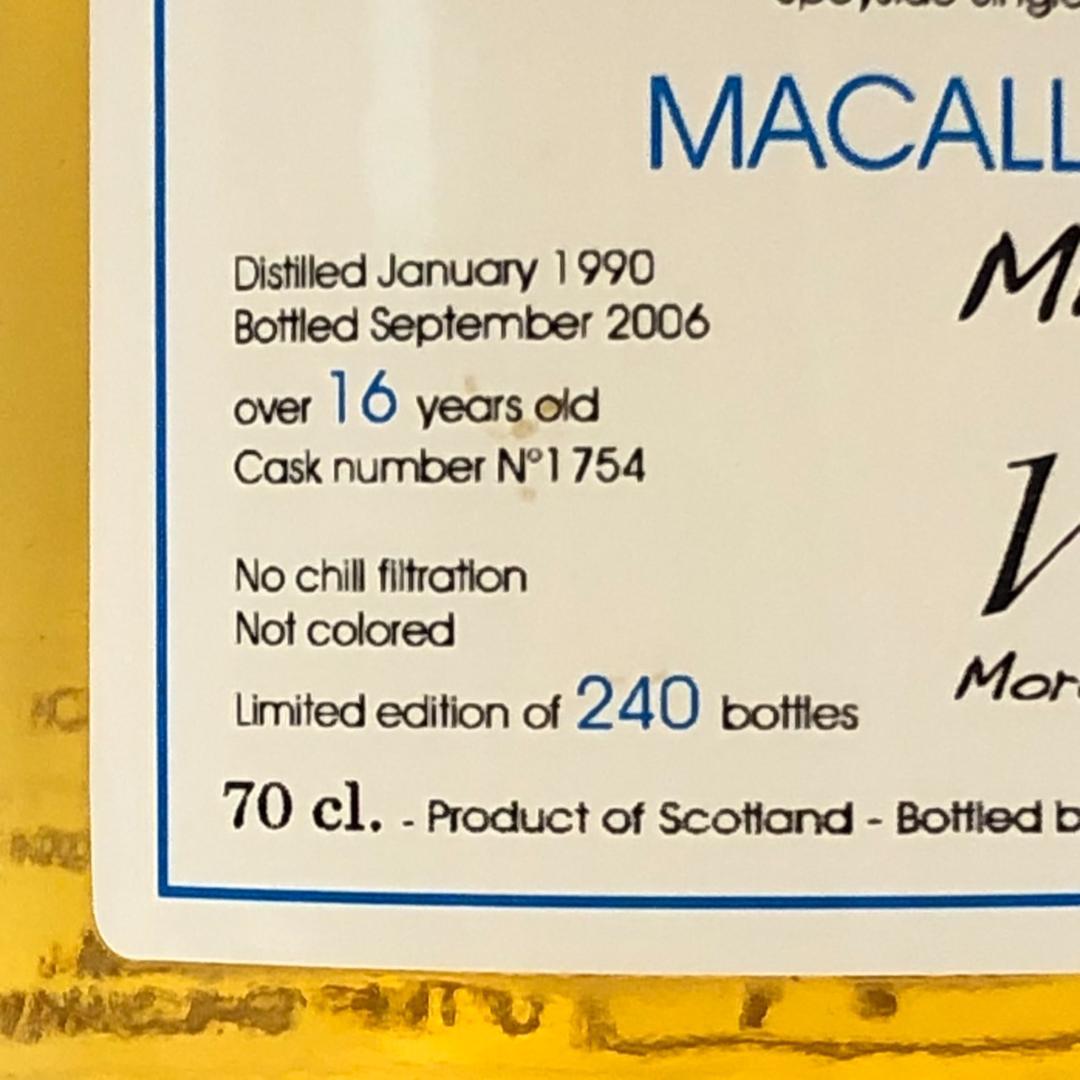 MACALL
Distilled January 1990
Bottled September 2006
over 16 years old
Cask number N°1754
No chill filtration
Not colored
Limited edition of 240 bottles
Mor
70 cl. - Product of Scotland - Bottled b